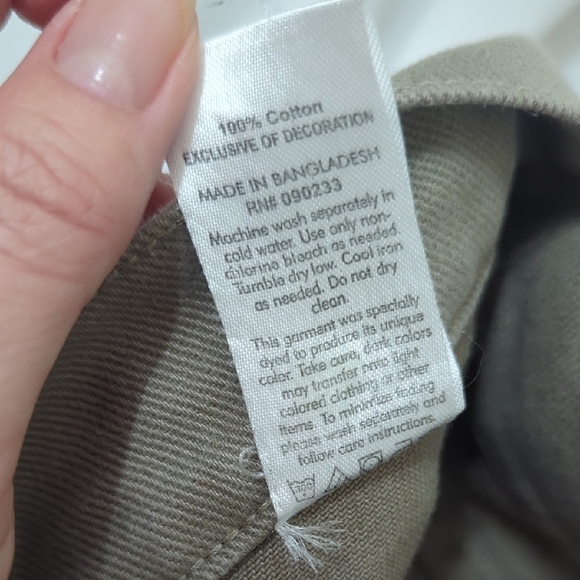 100% Cotton
EXCLUSIVE OF DECORATION
MADE IN BANGLADESH
RN# 090233
Machine wash separately in
cold water. Use only non-
chlorine bleach as needed.
Tumble dry low. Cool iron
as needed. Do not dry
clean.
This garment was specially
dyed to produce its unique
color. Take care, dark colors
may transfer onto light
colored clothing or other
items. To minimize fading
please wash separately and
follow care instructions.